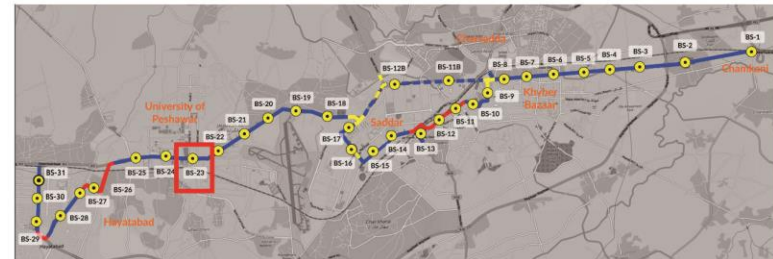 BS-1
BS-2
BS-3
BS-4
BS-5
BS-6
BS-7
BS-8
BS-11B
BS-12B
Chamkani
Khyber
Bazaar
BS-9
BS-10
BS-11
BS-12
BS-13
BS-14
BS-15
BS-16
BS-17
Saddar
BS-18
BS-19
BS-20
BS-21
BS-22
University of
Peshawar
BS-23
BS-24
BS-25
BS-26
BS-27
BS-28
BS-29
BS-30
BS-31
Hayatabad